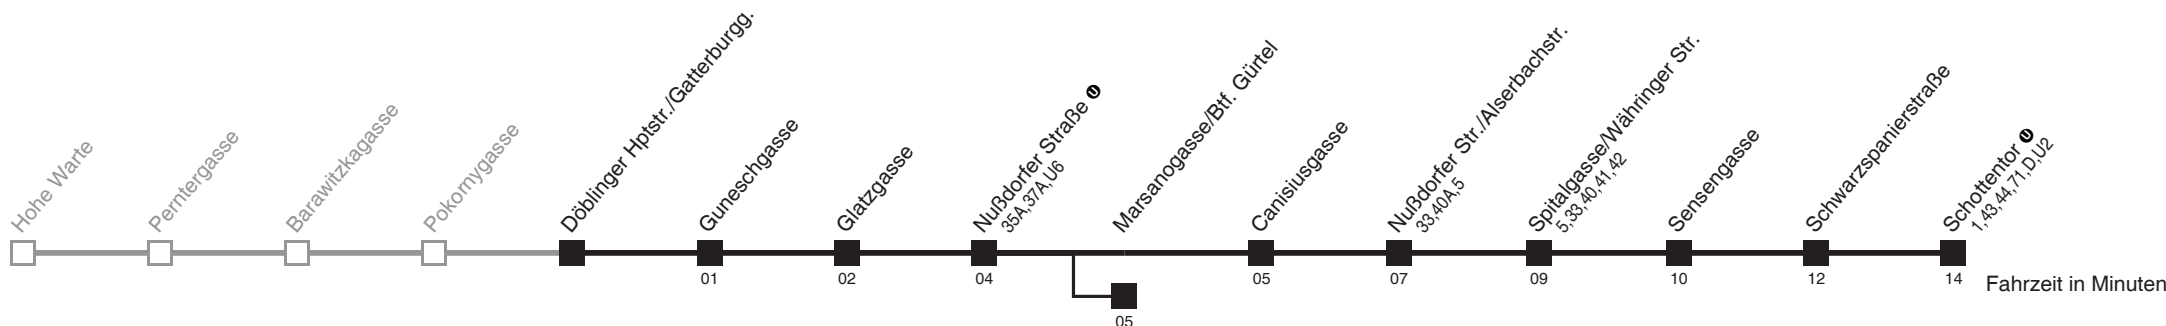 Hohe Warte
Perntergasse
Barawitzkagasse
Pokornygasse
Döblinger Hptstr./Gatterburgg.
Guneschgasse
Glatzgasse
Nußdorfer Straße U
35A,37A,U6
Marsanogasse/Btf. Gürtel
Canisiusgasse
Nußdorfer Str./Alserbachstr.
33,40A,5
Spitalgasse/Währinger Str.
5,33,40,41,42
Sensengasse
Schwarzspanierstraße
Schottentor U
1,43,44,71,D,U2
01
02
04
05
07
09
10
12
14
Fahrzeit in Minuten
05